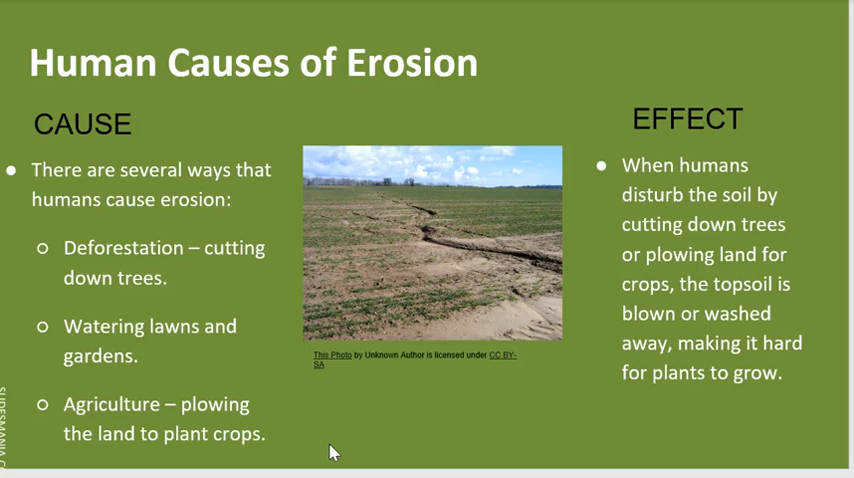 Human Causes of Erosion
CAUSE
There are several ways that
humans cause erosion:
Deforestation – cutting
down trees.
Watering lawns and
gardens.
Agriculture – plowing
the land to plant crops.
This Photo by Unknown Author is licensed under CC BY-
SA
EFFECT
When humans
disturb the soil by
cutting down trees
or plowing land for
crops, the topsoil is
blown or washed
away, making it hard
for plants to grow.
SLIDESMANIA